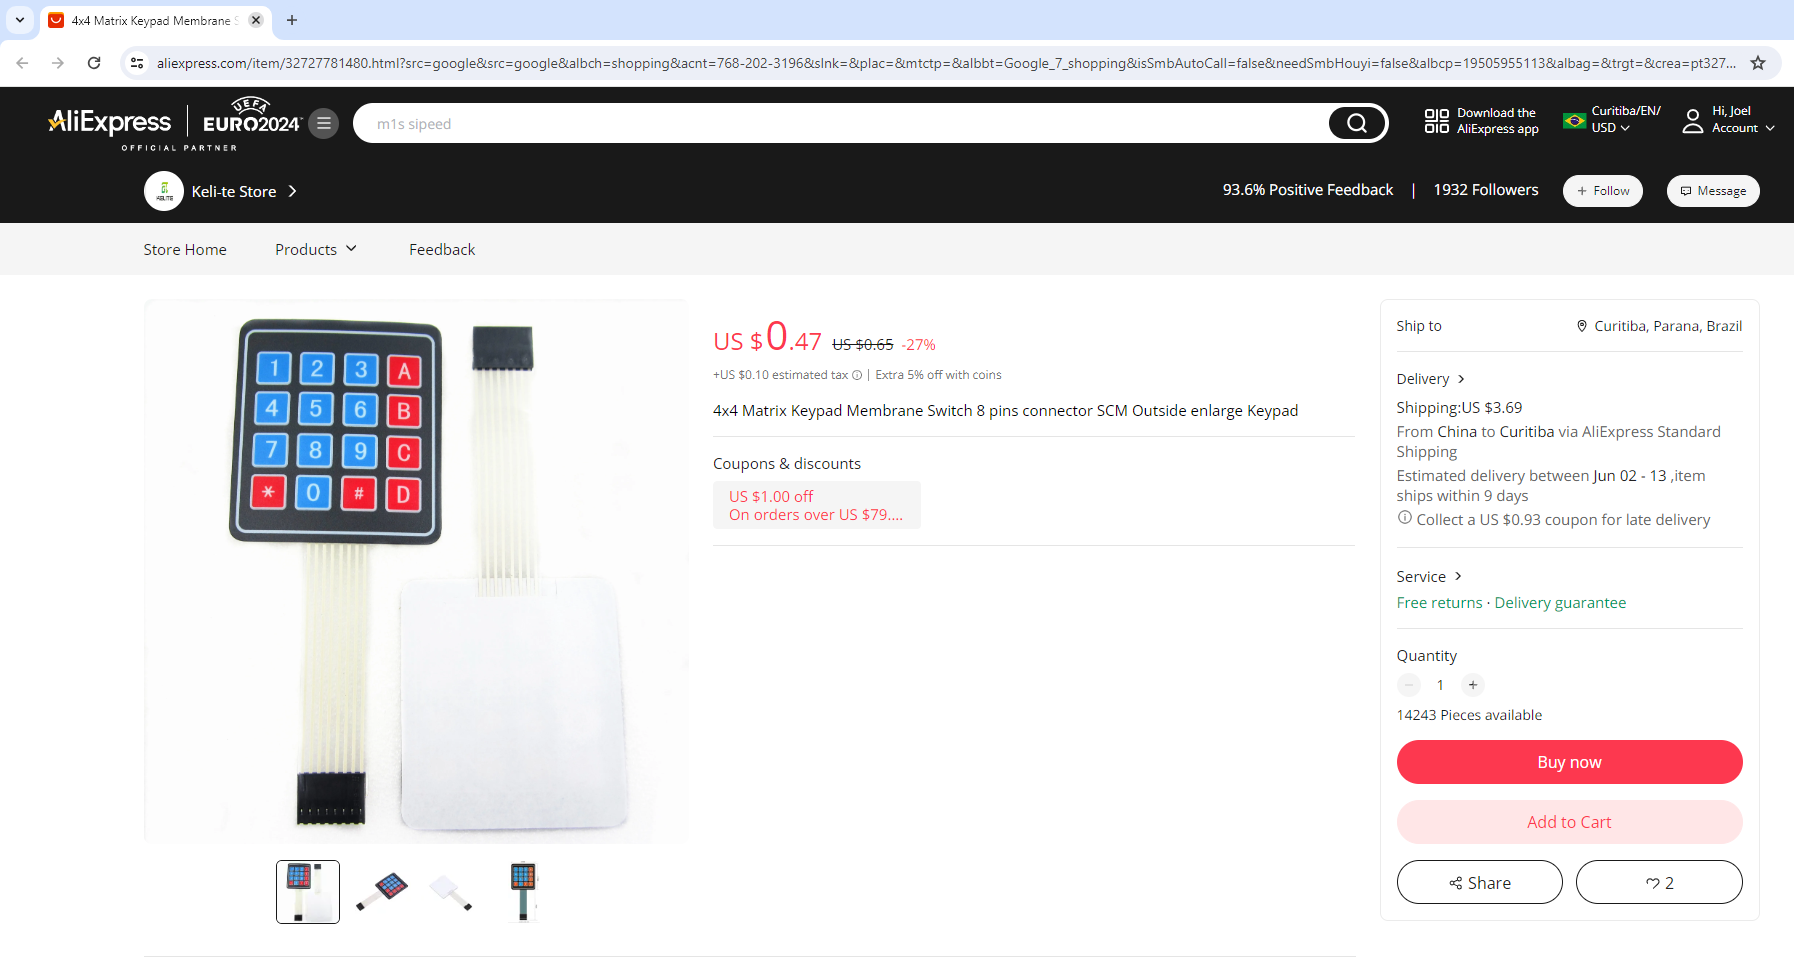 4x4 Matrix Keypad Membrane S
aliexpress.com/item/32727781480.html?src=google&src=google&albch=shopping&acnt=768-202-3196&slnk=&plac=&mtctp=&albbt=Google_7_shopping&isSmbAutoCall=false&needSmbHouyi=false&albcp=19505955113&albag=&trgt=&crea=pt327...
AliExpress
UEFA
EURO2024
OFFICIAL PARTNER
m1s sipeed
Download the
AliExpress app
Curitiba/EN/
USD
Hi, Joel
Account
KELITE
Keli-te Store
93.6% Positive Feedback | 1932 Followers
+ Follow
Message
Store Home
Products
Feedback
1 2 3 A
4 5 6 B
7 8 9 C
* 0 # D
US $0.47 US $0.65 -27%
+US $0.10 estimated tax | Extra 5% off with coins
4x4 Matrix Keypad Membrane Switch 8 pins connector SCM Outside enlarge Keypad
Coupons & discounts
US $1.00 off
On orders over US $79....
Ship to
Curitiba, Parana, Brazil
Delivery
Shipping:US $3.69
From China to Curitiba via AliExpress Standard
Shipping
Estimated delivery between Jun 02 - 13 ,item
ships within 9 days
Collect a US $0.93 coupon for late delivery
Service
Free returns · Delivery guarantee
Quantity
− 1 +
14243 Pieces available
Buy now
Add to Cart
Share
2